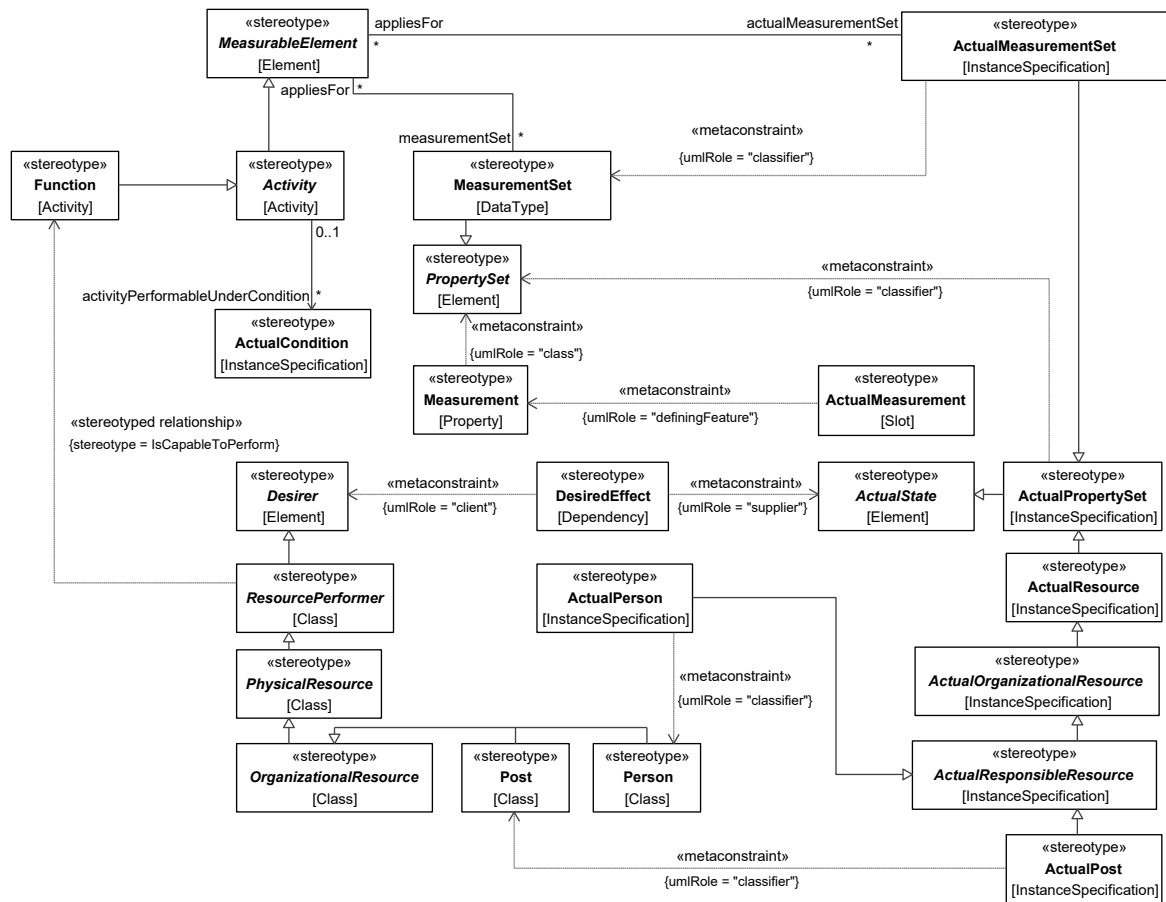 «stereotype»
MeasurableElement
[Element]
appliesFor
*
actualMeasurementSet
*
«stereotype»
ActualMeasurementSet
[InstanceSpecification]
appliesFor
*
measurementSet
*
«metaconstraint»
{umlRole = "classifier"}
«stereotype»
Function
[Activity]
«stereotype»
Activity
[Activity]
«stereotype»
MeasurementSet
[DataType]
0..1
«stereotype»
PropertySet
[Element]
«metaconstraint»
{umlRole = "classifier"}
activityPerformableUnderCondition
*
«stereotype»
ActualCondition
[InstanceSpecification]
«metaconstraint»
{umlRole = "class"}
«stereotype»
Measurement
[Property]
«metaconstraint»
{umlRole = "definingFeature"}
«stereotype»
ActualMeasurement
[Slot]
«stereotyped relationship»
{stereotype = IsCapableToPerform}
«stereotype»
Desirer
[Element]
«metaconstraint»
{umlRole = "client"}
«stereotype»
DesiredEffect
[Dependency]
«metaconstraint»
{umlRole = "supplier"}
«stereotype»
ActualState
[Element]
«stereotype»
ActualPropertySet
[InstanceSpecification]
«stereotype»
ResourcePerformer
[Class]
«stereotype»
ActualPerson
[InstanceSpecification]
«stereotype»
ActualResource
[InstanceSpecification]
«stereotype»
PhysicalResource
[Class]
«metaconstraint»
{umlRole = "classifier"}
«stereotype»
ActualOrganizationalResource
[InstanceSpecification]
«stereotype»
OrganizationalResource
[Class]
«stereotype»
Post
[Class]
«stereotype»
Person
[Class]
«stereotype»
ActualResponsibleResource
[InstanceSpecification]
«metaconstraint»
{umlRole = "classifier"}
«stereotype»
ActualPost
[InstanceSpecification]